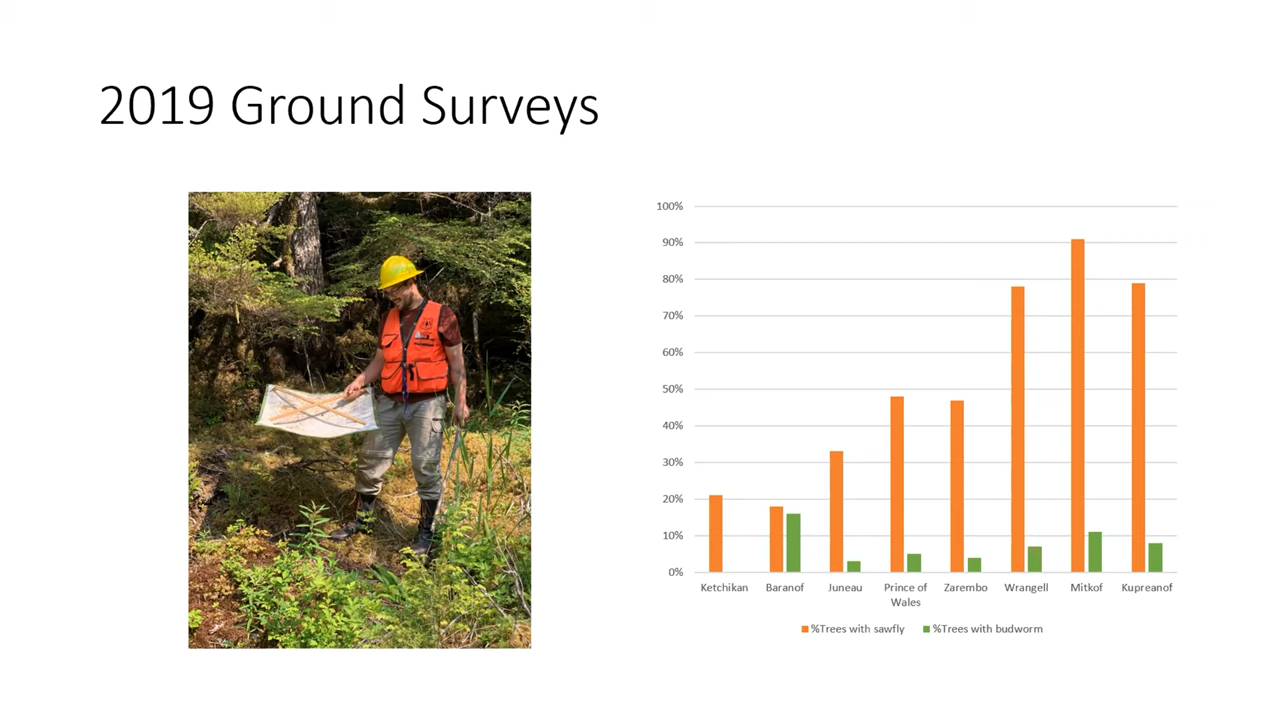 2019 Ground Surveys
100%
90%
80%
70%
60%
50%
40%
30%
20%
10%
0%
Ketchikan
Baranof
Juneau
Prince of
Wales
Zarembo
Wrangell
Mitkof
Kupreanof
%Trees with sawfly
%Trees with budworm